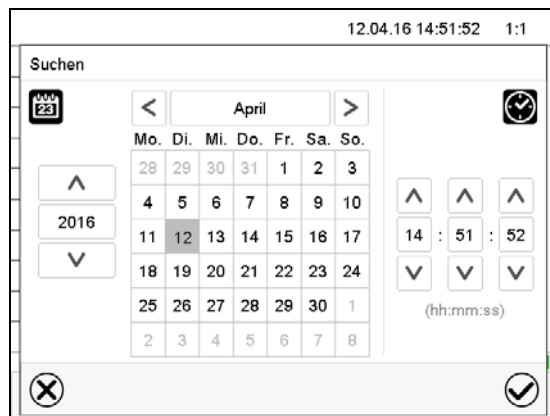 12.04.16 14:51:52 1:1
Suchen
23
< April >
Mo. Di. Mi. Do. Fr. Sa. So.
28 29 30 31 1 2 3
4 5 6 7 8 9 10
11 12 13 14 15 16 17
18 19 20 21 22 23 24
25 26 27 28 29 30 1
2 3 4 5 6 7 8
2016
14 : 51 : 52
(hh:mm:ss)